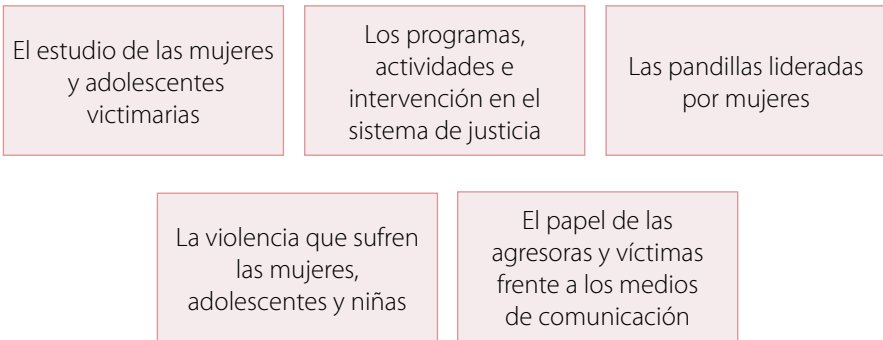 El estudio de las mujeres
y adolescentes
victimarias
Los programas,
actividades e
intervención en el
sistema de justicia
Las pandillas lideradas
por mujeres
La violencia que sufren
las mujeres,
adolescentes y niñas
El papel de las
agresoras y víctimas
frente a los medios
de comunicación